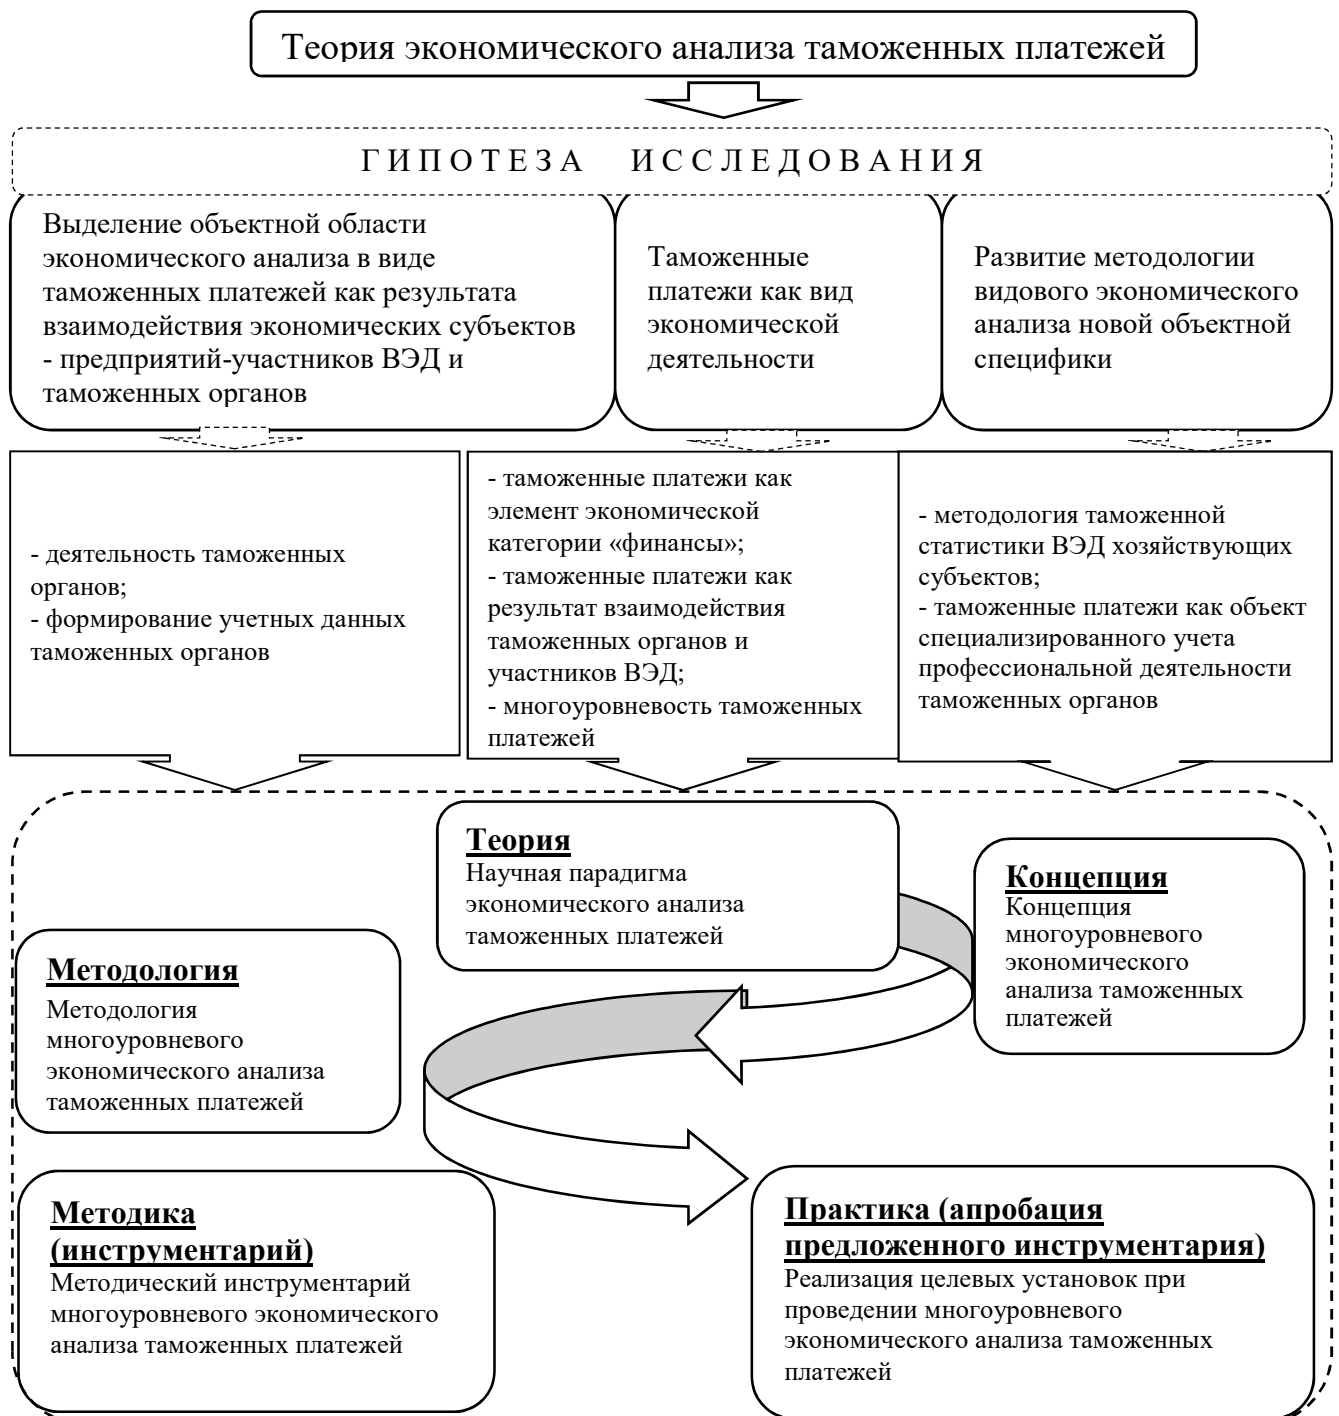 Теория экономического анализа таможенных платежей
ГИПОТЕЗА ИССЛЕДОВАНИЯ
Выделение объектной области
экономического анализа в виде
таможенных платежей как результата
взаимодействия экономических субъектов
- предприятий-участников ВЭД и
таможенных органов
Таможенные
платежи как вид
экономической
деятельности
Развитие методологии
видового экономического
анализа новой объектной
специфики
- деятельность таможенных
органов;
- формирование учетных данных
таможенных органов
- таможенные платежи как
элемент экономической
категории «финансы»;
- таможенные платежи как
результат взаимодействия
таможенных органов и
участников ВЭД;
- многоуровневость таможенных
платежей
- методология таможенной
статистики ВЭД хозяйствующих
субъектов;
- таможенные платежи как объект
специализированного учета
профессиональной деятельности
таможенных органов
Теория
Научная парадигма
экономического анализа
таможенных платежей
Концепция
Концепция
многоуровневого
экономического
анализа таможенных
платежей
Методология
Методология
многоуровневого
экономического анализа
таможенных платежей
Методика
(инструментарий)
Методический инструментарий
многоуровневого экономического
анализа таможенных платежей
Практика (апробация
предложенного инструментария)
Реализация целевых установок при
проведении многоуровневого
экономического анализа таможенных
платежей